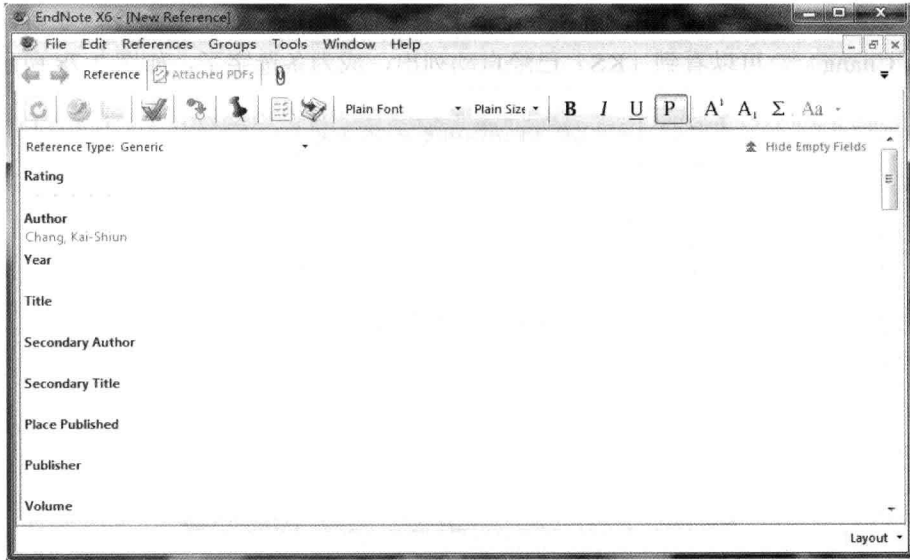 EndNote X6 - [New Reference]
File Edit References Groups Tools Window Help
Reference Attached PDFs
Plain Font Plain Size B I U P A¹ A₁ Σ Aa
Reference Type: Generic Hide Empty Fields
Rating
Author
Chang, Kai-Shiun
Year
Title
Secondary Author
Secondary Title
Place Published
Publisher
Volume
Layout